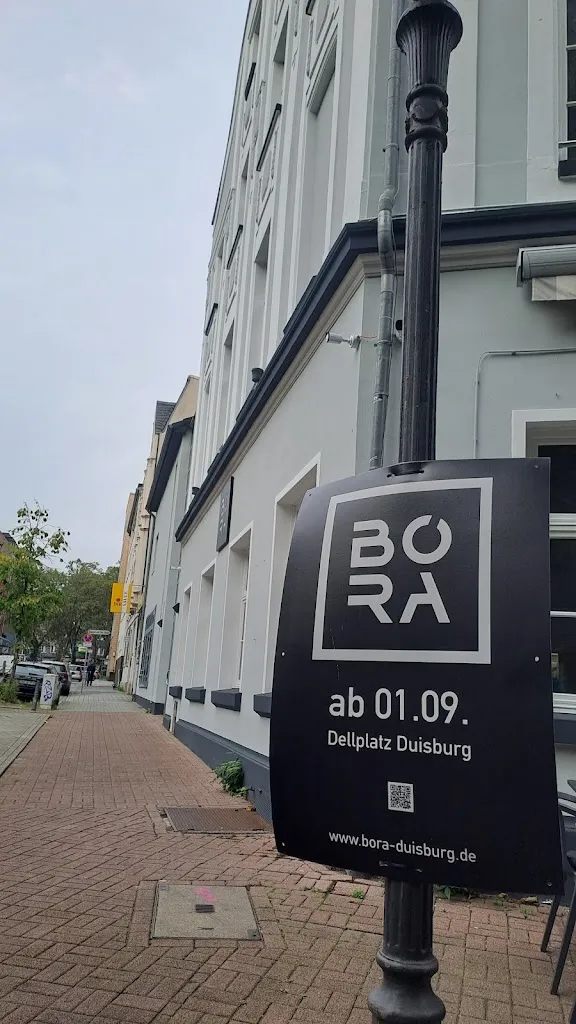 BO
RA
ab 01.09.
Dellplatz Duisburg
www.bora-duisburg.de